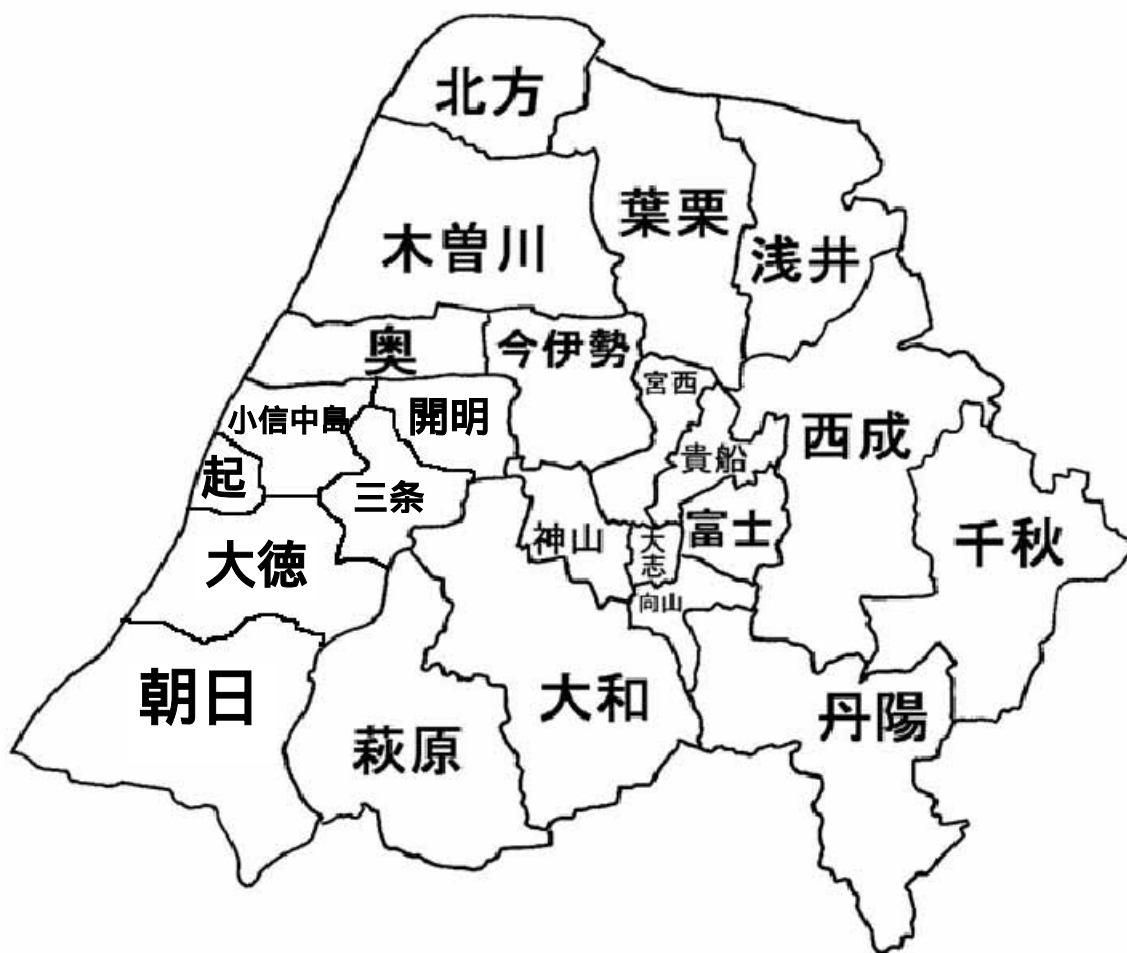 北方
葉栗
木曽川
浅井
奥
今伊勢
宮西
小信中島
開明
西成
貴船
起
三条
富士
神山
大志
千秋
大徳
向山
朝日
大和
丹陽
萩原